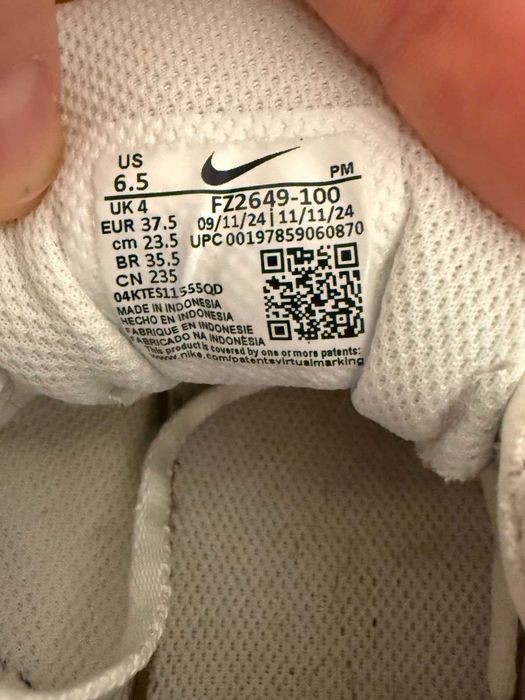 US
6.5
PM
UK 4
FZ2649-100
EUR 37.5
09/11/24 | 11/11/24
cm 23.5
UPC 00197859060870
BR 35.5
CN 235
04KTES1155SQD
MADE IN INDONESIA
HECHO EN INDONESIA
FABRIQUE EN INDONESIE
FABRICADO NA INDONÉSIA
This product is covered by one or more patents:
www.nike.com/patentsvirtualmarking